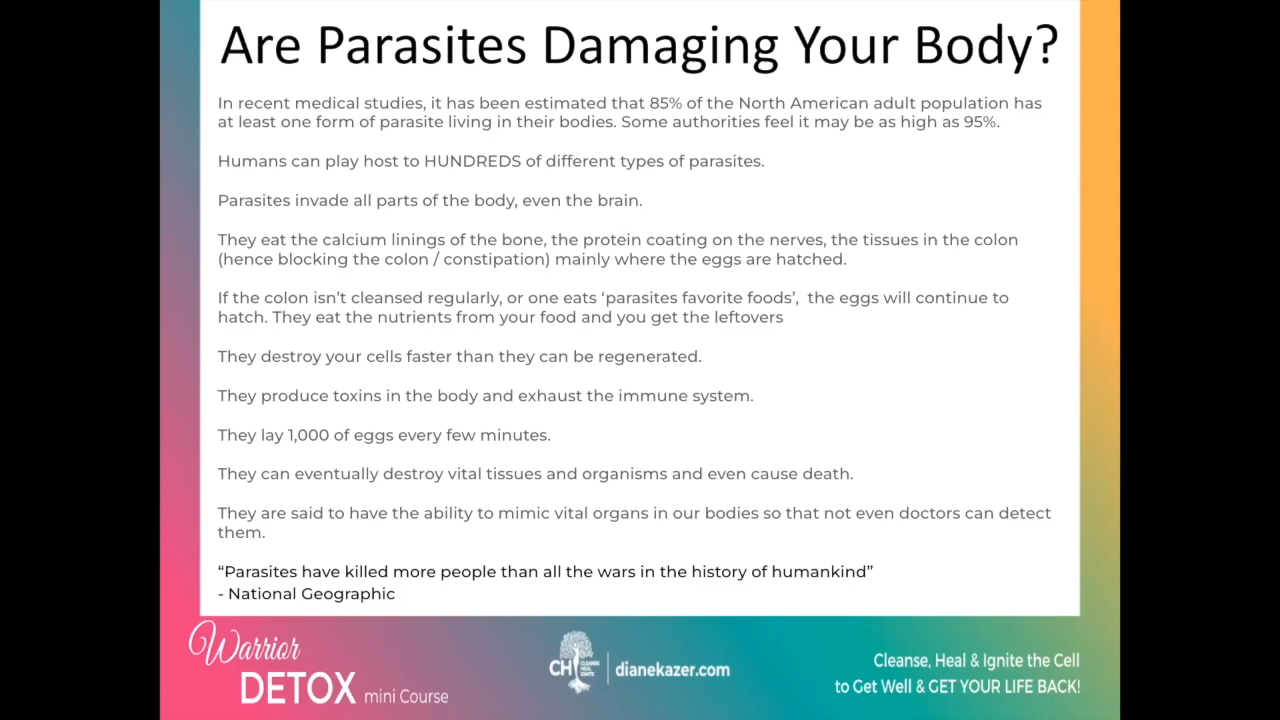 Are Parasites Damaging Your Body?
In recent medical studies, it has been estimated that 85% of the North American adult population has
at least one form of parasite living in their bodies. Some authorities feel it may be as high as 95%.
Humans can play host to HUNDREDS of different types of parasites.
Parasites invade all parts of the body, even the brain.
They eat the calcium linings of the bone, the protein coating on the nerves, the tissues in the colon
(hence blocking the colon / constipation) mainly where the eggs are hatched.
If the colon isn’t cleansed regularly, or one eats ‘parasites favorite foods’,  the eggs will continue to
hatch. They eat the nutrients from your food and you get the leftovers
They destroy your cells faster than they can be regenerated.
They produce toxins in the body and exhaust the immune system.
They lay 1,000 of eggs every few minutes.
They can eventually destroy vital tissues and organisms and even cause death.
They are said to have the ability to mimic vital organs in our bodies so that not even doctors can detect
them.
“Parasites have killed more people than all the wars in the history of humankind”
- National Geographic
Warrior
DETOX mini Course
CHI
CLEANSE
HEAL
IGNITE
dianekazer.com
Cleanse, Heal & Ignite the Cell
to Get Well & GET YOUR LIFE BACK!